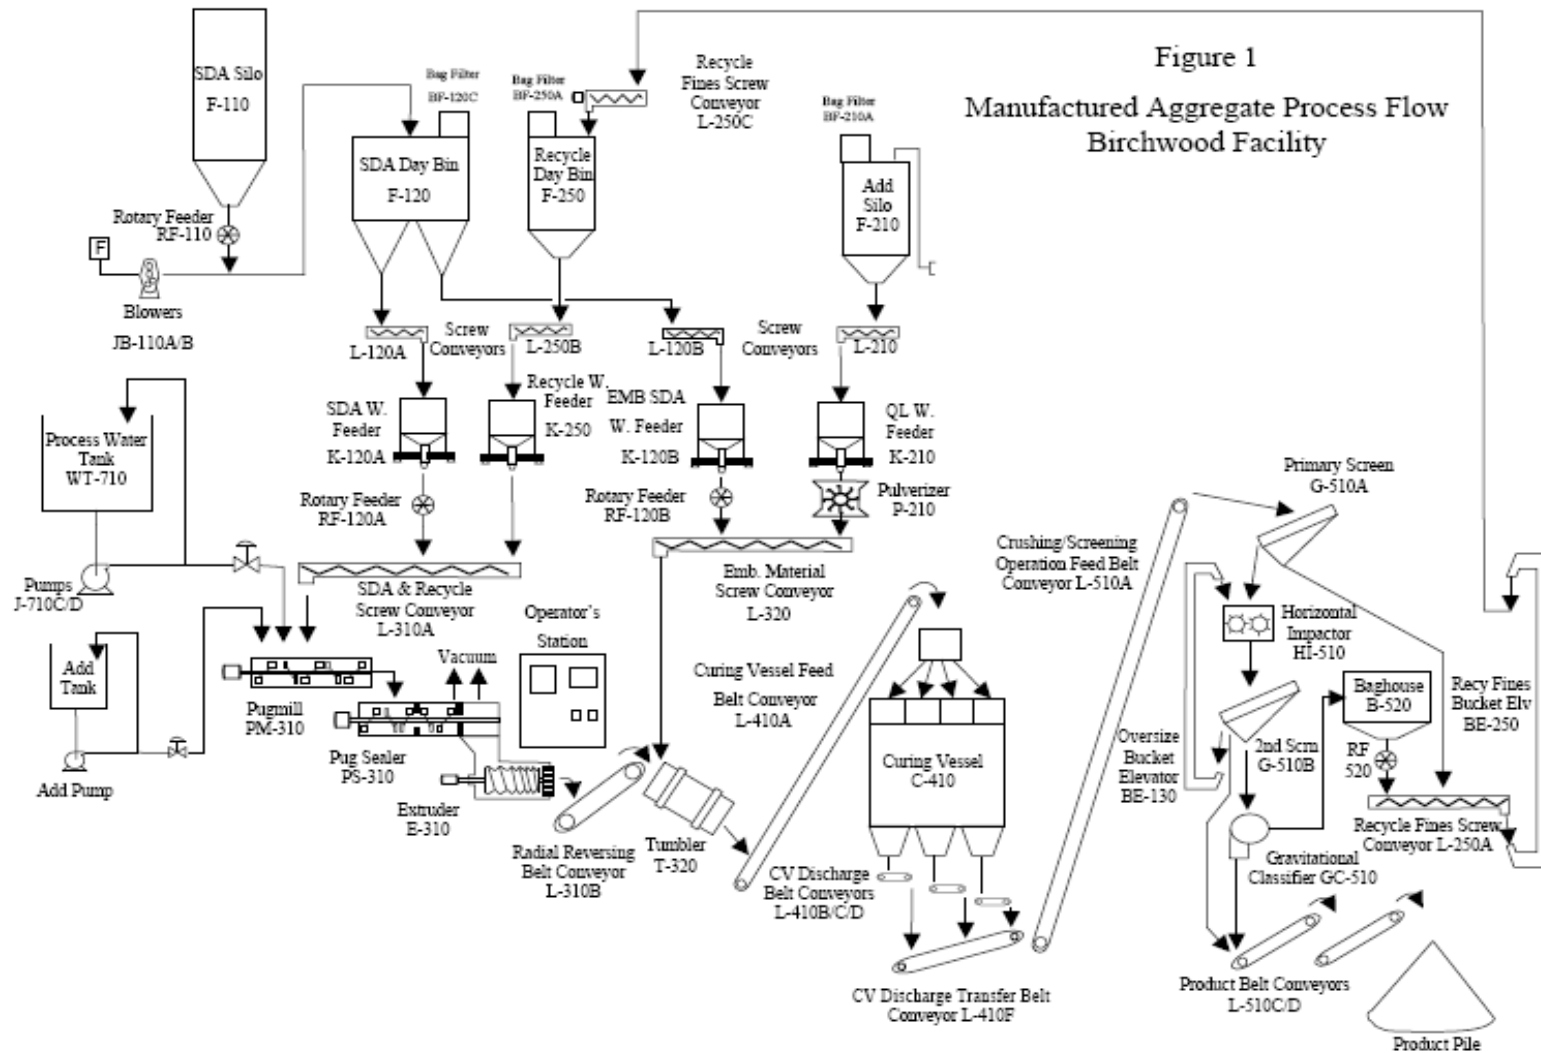 Figure 1
Manufactured Aggregate Process Flow
Birchwood Facility
SDA Silo
F-110
Rotary Feeder
RF-110
F
Blowers
JB-110A/B
Bag Filter
BF-120C
SDA Day Bin
F-120
Bag Filter
BF-250A
Recycle
Day Bin
F-250
Recycle
Fines Screw
Conveyor
L-250C
Bag Filter
BF-210A
Add
Silo
F-210
L-120A
Screw
Conveyors
L-250B
L-120B
Screw
Conveyors
L-210
SDA W.
Feeder
K-120A
Recycle W.
Feeder
K-250
EMB SDA
W. Feeder
K-120B
QL W.
Feeder
K-210
Process Water
Tank
WT-710
Rotary Feeder
RF-120A
Rotary Feeder
RF-120B
Pulverizer
P-210
Pumps
J-710C/D
SDA & Recycle
Screw Conveyor
L-310A
Emb. Material
Screw Conveyor
L-320
Operator's
Station
Add
Tank
Add Pump
Pugmill
PM-310
Vacuum
Pug Sealer
PS-310
Extruder
E-310
Radial Reversing
Belt Conveyor
L-310B
Tumbler
T-320
Curing Vessel Feed
Belt Conveyor
L-410A
Curing Vessel
C-410
CV Discharge
Belt Conveyors
L-410B/C/D
CV Discharge Transfer Belt
Conveyor L-410F
Crushing/Screening
Operation Feed Belt
Conveyor L-510A
Primary Screen
G-510A
Horizontal
Impactor
HI-510
Oversize
Bucket
Elevator
BE-130
2nd Scrn
G-510B
Baghouse
B-520
RF
520
Recy Fines
Bucket Elv
BE-250
Recycle Fines Screw
Conveyor L-250A
Gravitational
Classifier GC-510
Product Belt Conveyors
L-510C/D
Product Pile